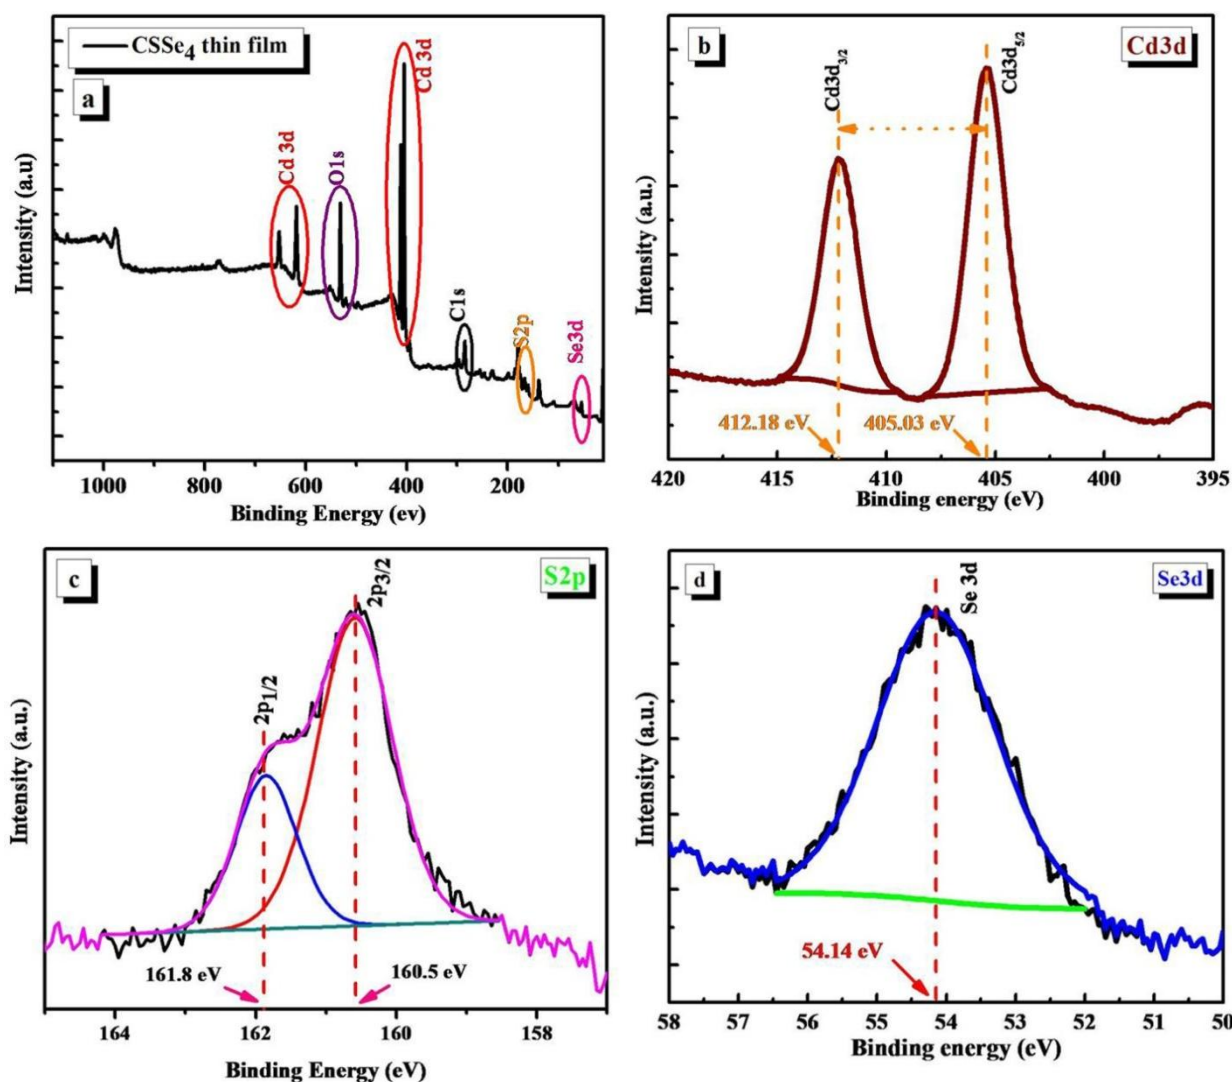 CSSe4 thin film
a
Cd 3d
O1s
Cd 3d
C1s
S2p
Se3d
Intensity (a.u)
1000
800
600
400
200
Binding Energy (ev)
b
Cd3d
Cd3d3/2
Cd3d5/2
412.18 eV
405.03 eV
Intensity (a.u.)
420
415
410
405
400
395
Binding energy (eV)
c
S2p
2p1/2
2p3/2
161.8 eV
160.5 eV
Intensity (a.u.)
164
162
160
158
Binding Energy (eV)
d
Se3d
Se 3d
54.14 eV
Intensity (a.u.)
58
57
56
55
54
53
52
51
50
Binding energy (eV)